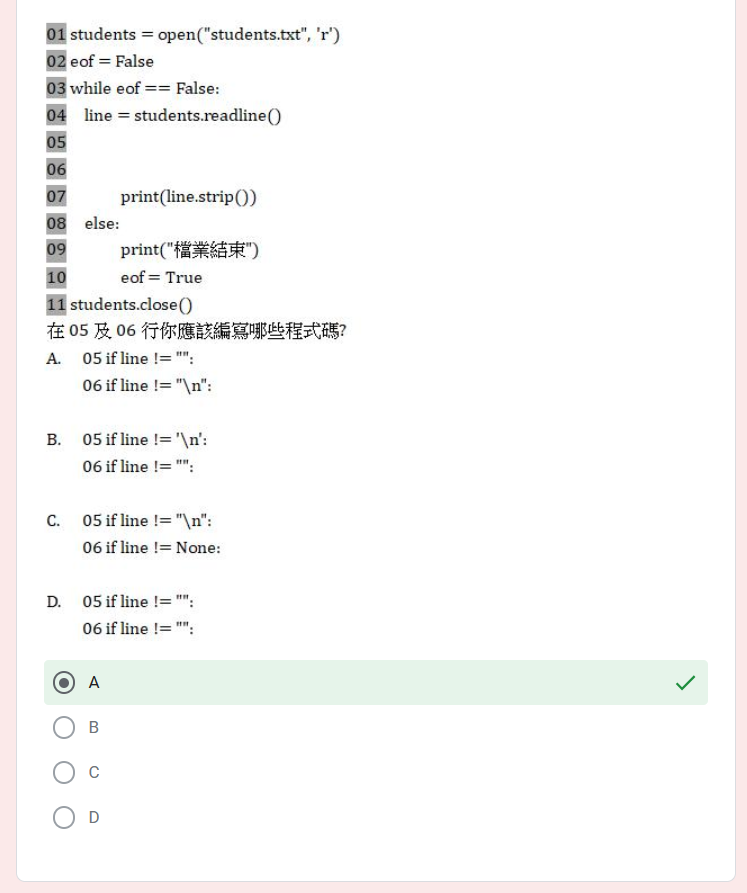 01 students = open("students.txt", 'r')
02 eof = False
03 while eof == False:
04 line = students.readline()
05
06
07 print(line.strip())
08 else:
09 print("檔業結束")
10 eof = True
11 students.close()
在 05 及 06 行你應該編寫哪些程式碼?
A. 05 if line != "":
06 if line != "\n":
B. 05 if line != '\n':
06 if line != "":
C. 05 if line != "\n":
06 if line != None:
D. 05 if line != "":
06 if line != "":
A
B
C
D